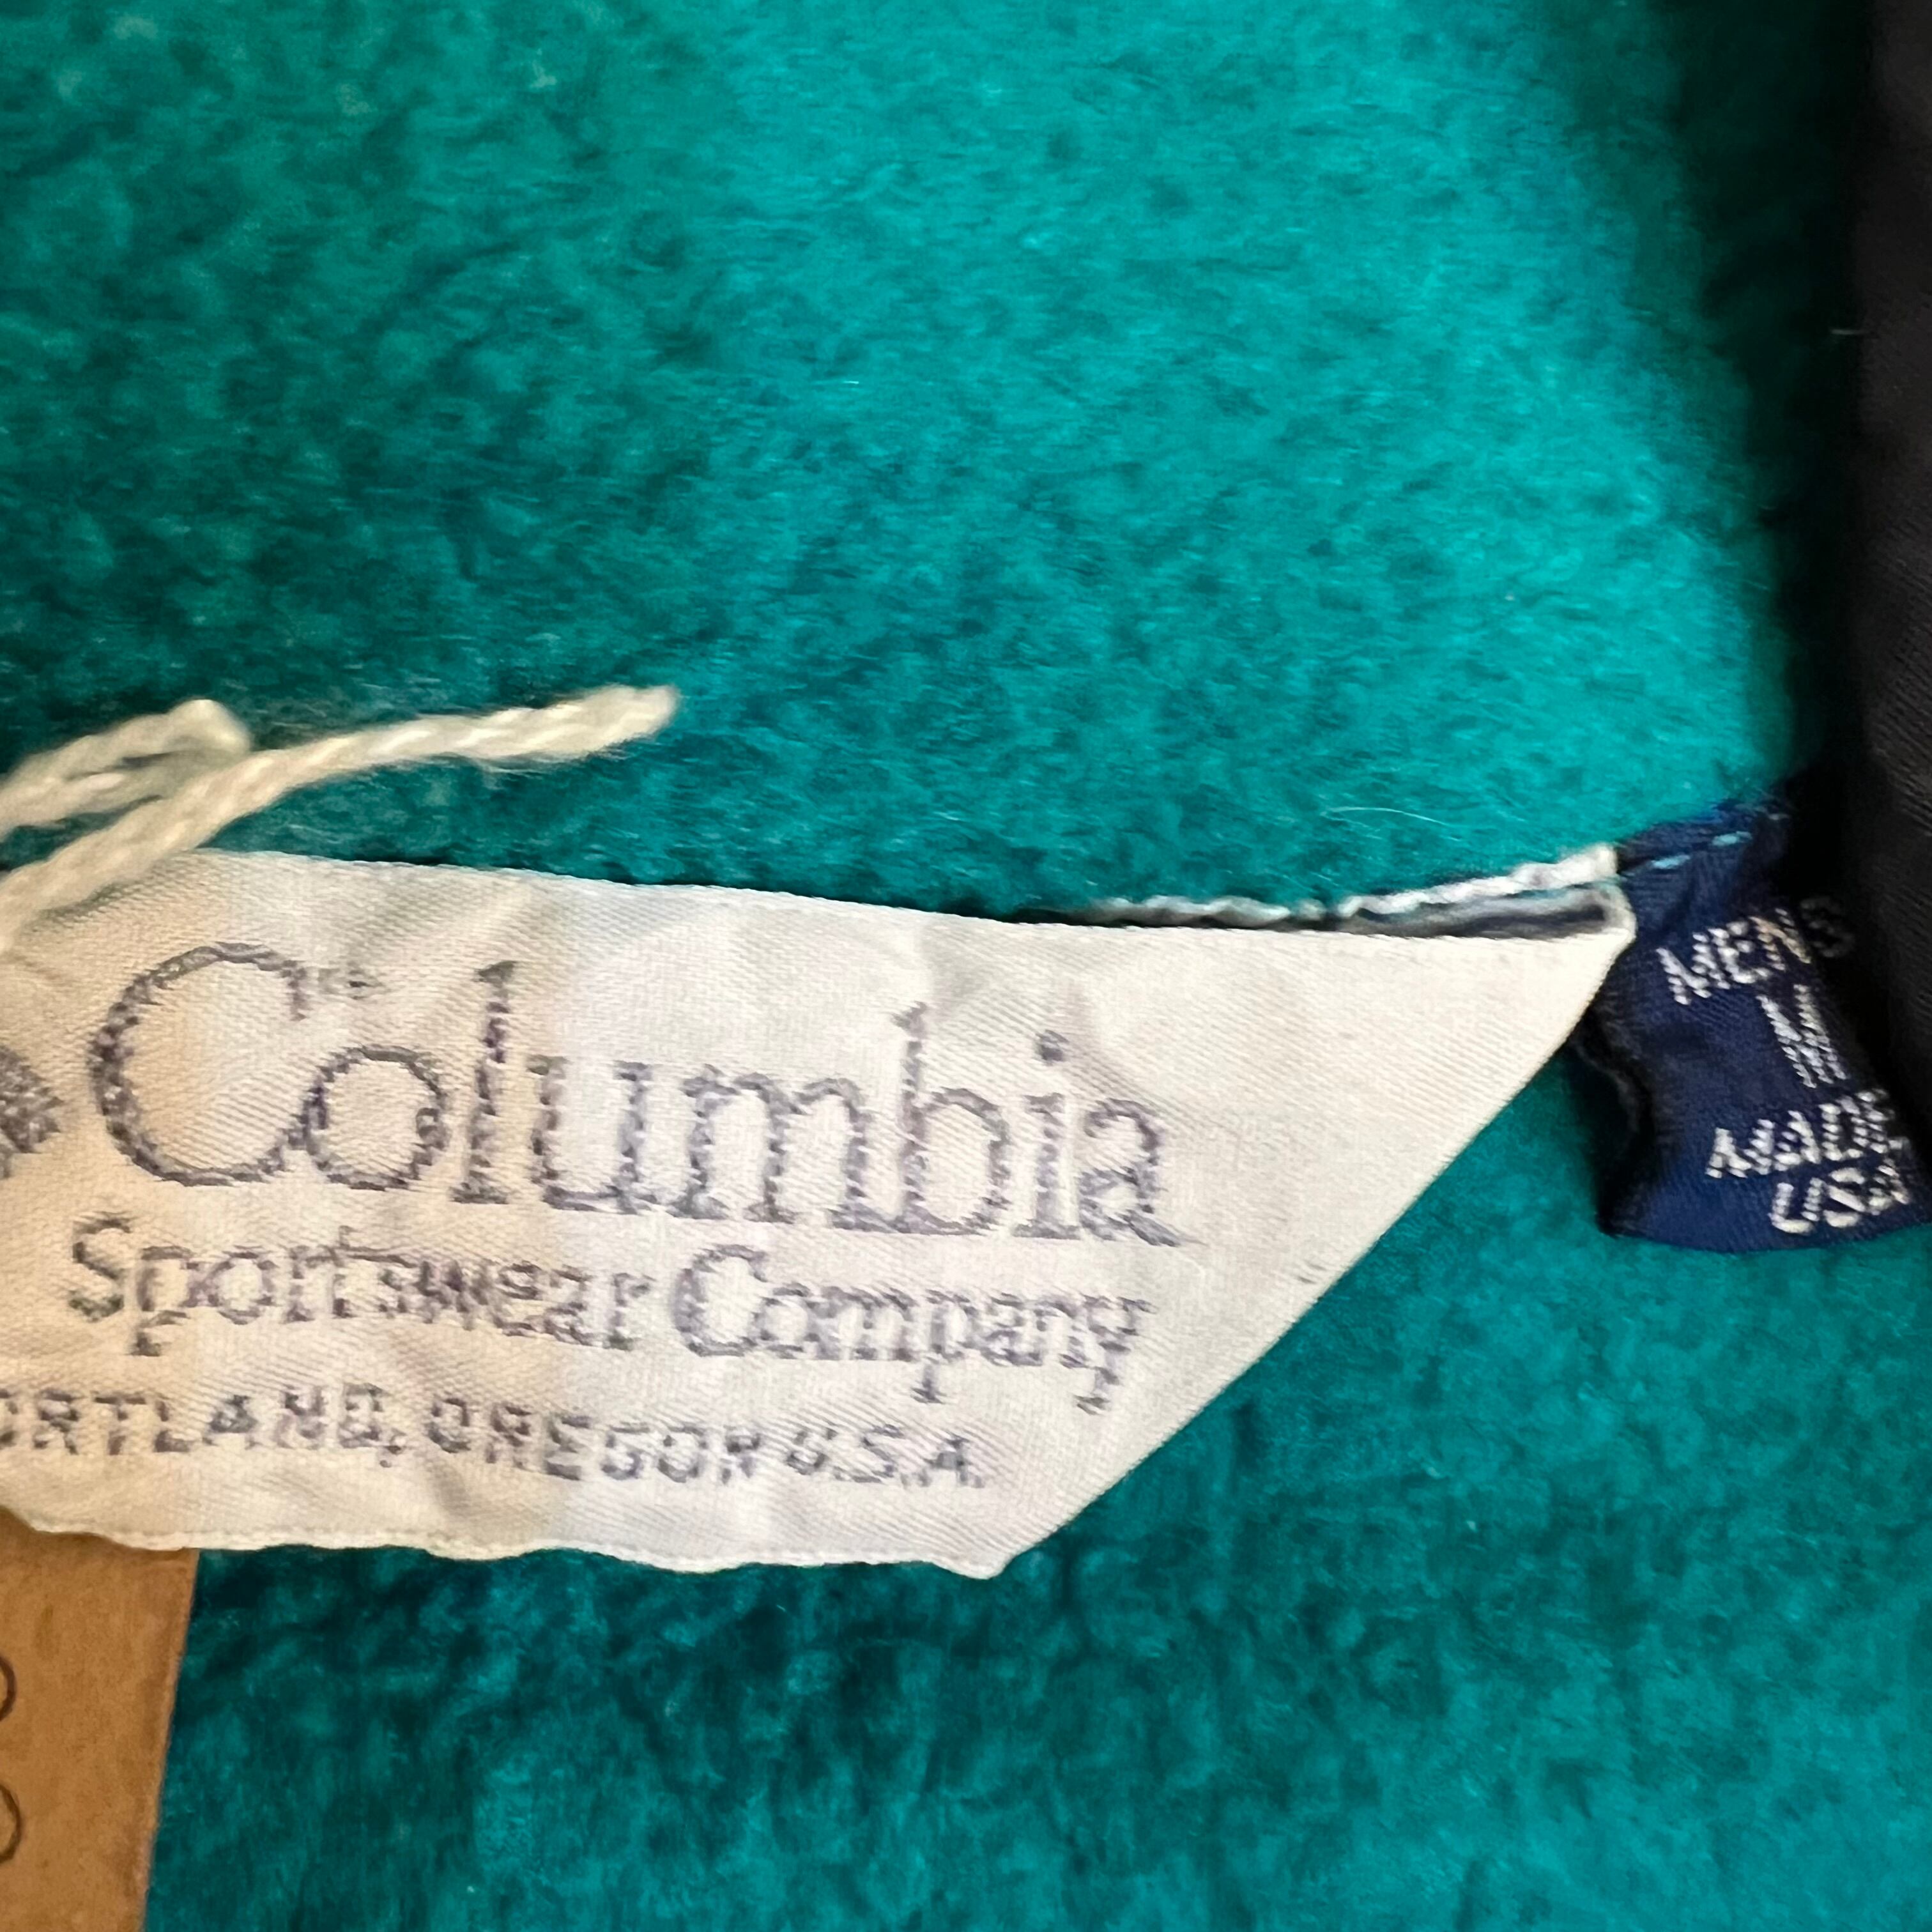 Columbia
Sportswear Company
ORTLAND, OREGON U.S.A.
MENS
M
MADE
USA